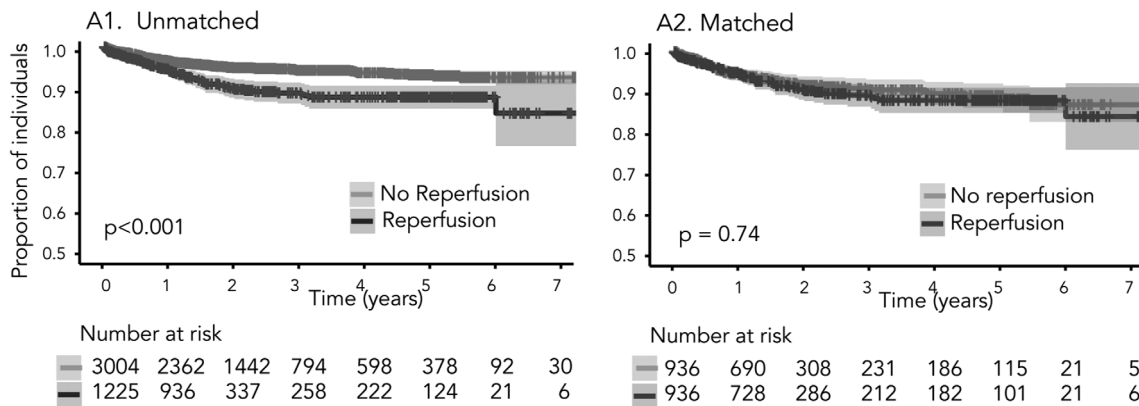 A1. Unmatched
Proportion of individuals
1.0
0.9
0.8
0.7
0.9
0.5
No Reperfusion
Reperfusion
p<0.001
0 1 2 3 4 5 6 7
Time (years)
Number at risk
3004 2362 1442 794 598 378 92 30
1225 936 337 258 222 124 21 6
A2. Matched
1.0
0.9
0.8
0.7
0.6
0.5
No reperfusion
Reperfusion
p = 0.74
0 1 2 3 4 5 6 7
Time (years)
Number at risk
936 690 308 231 186 115 21 5
936 728 286 212 182 101 21 6